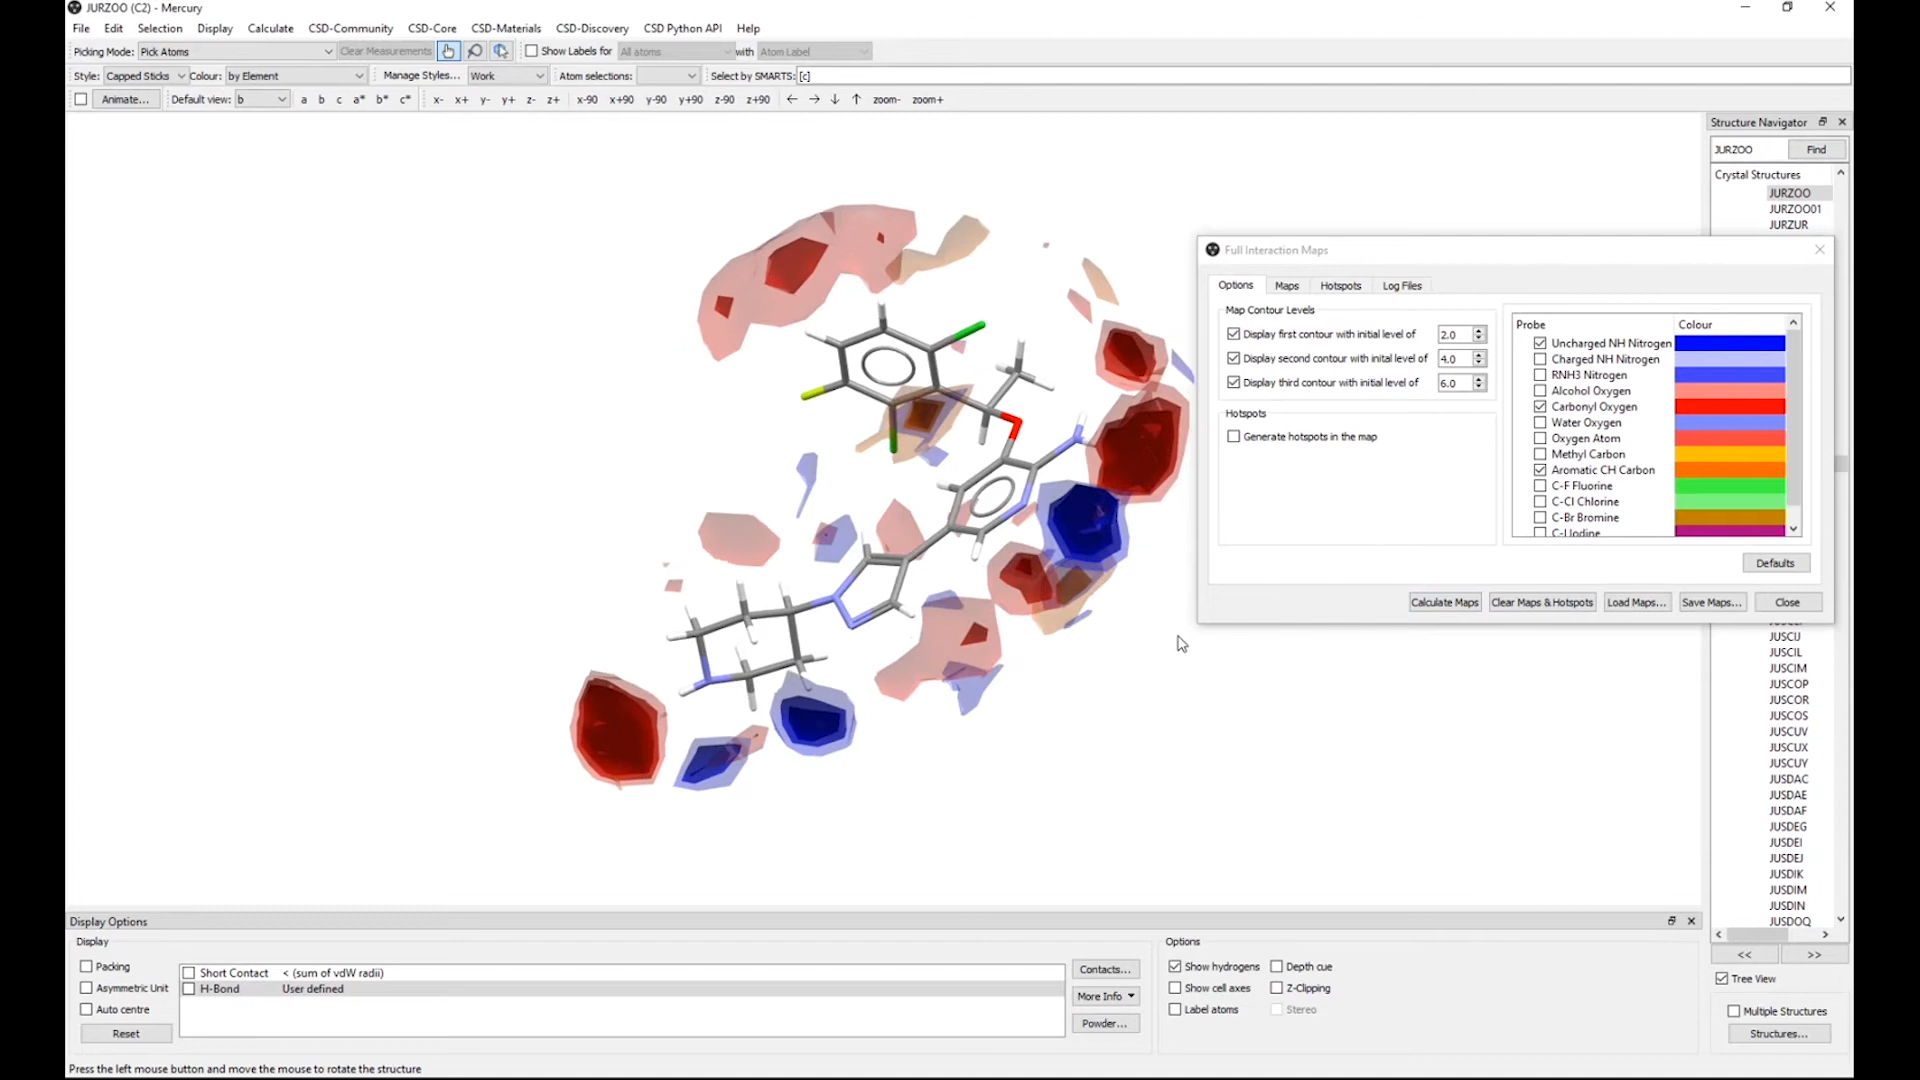 JURZOO (C2) - Mercury
File Edit Selection Display Calculate CSD-Community CSD-Core CSD-Materials CSD-Discovery CSD Python API Help
Picking Mode: Pick Atoms Clear Measurements Show Labels for All atoms with Atom Label
Style: Capped Sticks Colour: by Element Manage Styles... Work Atom selections: Select by SMARTS: [c]
Animate... Default view: b a b c a* b* c* x- x+ y- y+ z- z+ x-90 x+90 y-90 y+90 z-90 z+90 ← → ↓ ↑ zoom- zoom+
Structure Navigator
JURZOO Find
Crystal Structures
JURZOO
JURZOO01
JURZUR
Full Interaction Maps
Options Maps Hotspots Log Files
Map Contour Levels
Display first contour with initial level of 2.0
Display second contour with inital level of 4.0
Display third contour with initial level of 6.0
Hotspots
Generate hotspots in the map
Probe Colour
Uncharged NH Nitrogen
Charged NH Nitrogen
RNH3 Nitrogen
Alcohol Oxygen
Carbonyl Oxygen
Water Oxygen
Oxygen Atom
Methyl Carbon
Aromatic CH Carbon
C-F Fluorine
C-Cl Chlorine
C-Br Bromine
C-I Iodine
Defaults
Calculate Maps Clear Maps & Hotspots Load Maps... Save Maps... Close
JUSCIJ
JUSCIL
JUSCIM
JUSCOP
JUSCOR
JUSCOS
JUSCUV
JUSCUX
JUSCUY
JUSDAC
JUSDAE
JUSDAF
JUSDEG
JUSDEI
JUSDEJ
JUSDIK
JUSDIM
JUSDIN
JUSDOQ
<< >>
Tree View
Multiple Structures
Structures...
Display Options
Display
Packing
Asymmetric Unit
Auto centre
Reset
Short Contact < (sum of vdW radii)
H-Bond User defined
Contacts...
More Info
Powder...
Options
Show hydrogens Depth cue
Show cell axes Z-Clipping
Label atoms Stereo
Press the left mouse button and move the mouse to rotate the structure